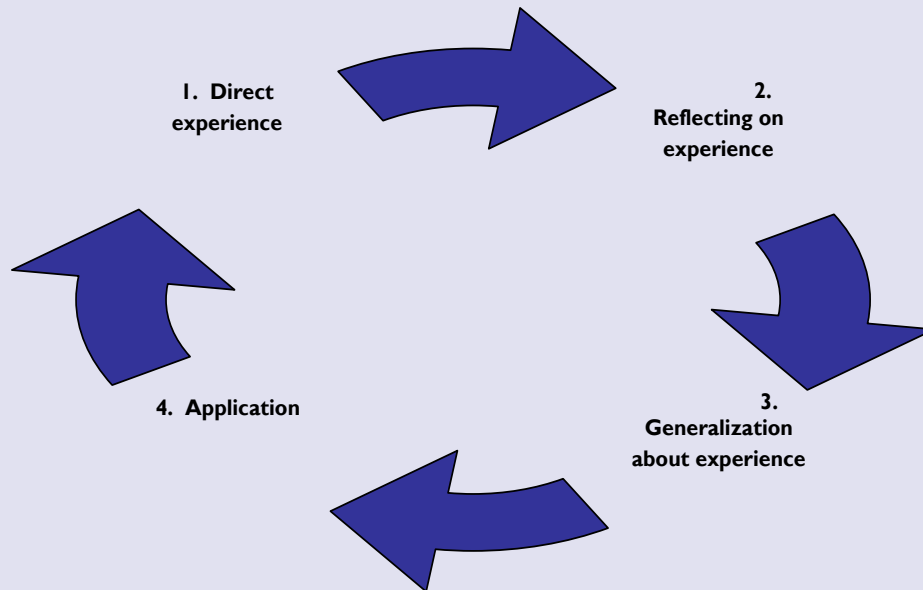 1. Direct
experience
2.
Reflecting on
experience
3.
Generalization
about experience
4. Application